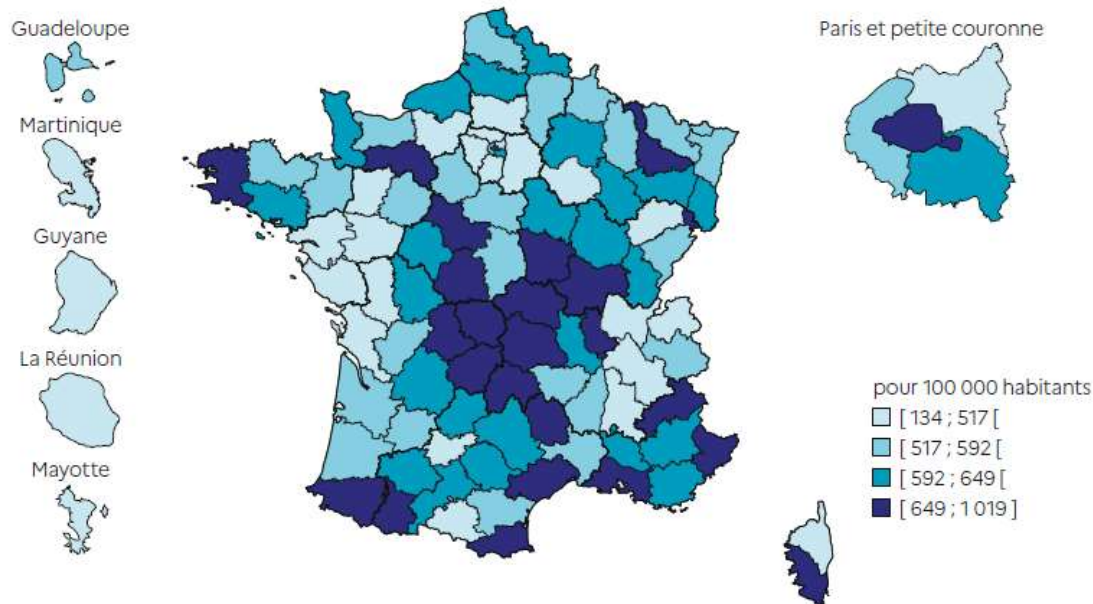 Guadeloupe
Martinique
Guyane
La Réunion
Mayotte
Paris et petite couronne
pour 100 000 habitants
[ 134 ; 517 [
[ 517 ; 592 [
[ 592 ; 649 [
[ 649 ; 1 019 ]